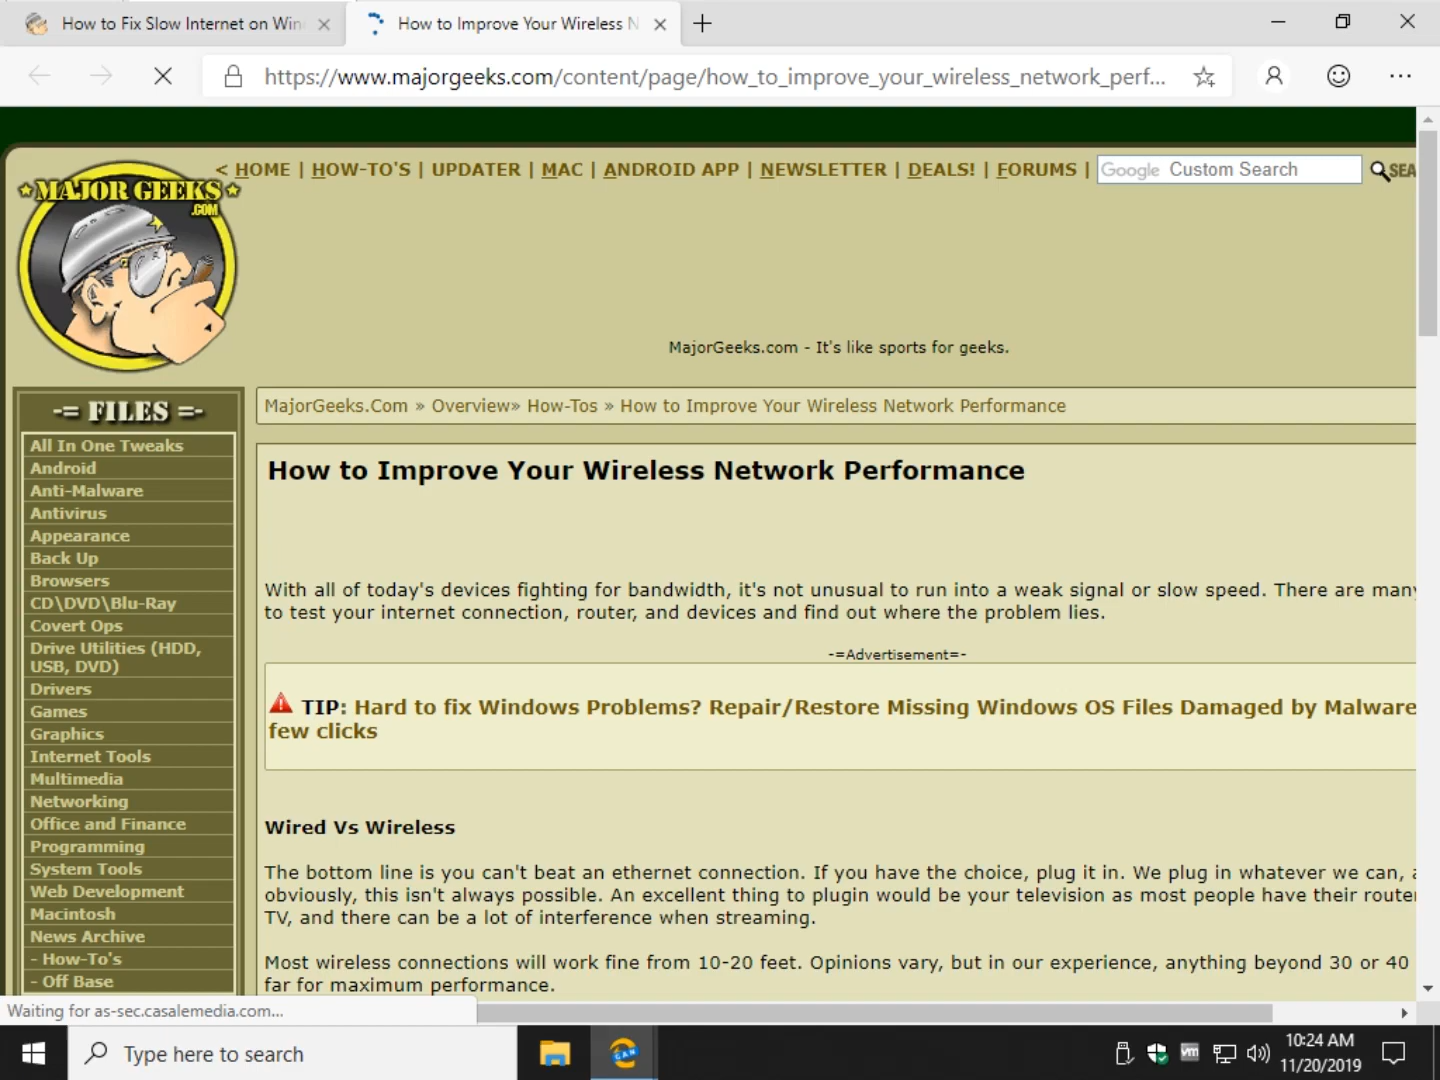 How to Fix Slow Internet on Win
How to Improve Your Wireless N
https://www.majorgeeks.com/content/page/how_to_improve_your_wireless_network_perf...
MAJOR GEEKS
.COM
< HOME | HOW-TO'S | UPDATER | MAC | ANDROID APP | NEWSLETTER | DEALS! | FORUMS |
Google Custom Search
SEA
MajorGeeks.com - It's like sports for geeks.
-= FILES =-
All In One Tweaks
Android
Anti-Malware
Antivirus
Appearance
Back Up
Browsers
CD\DVD\Blu-Ray
Covert Ops
Drive Utilities (HDD,
USB, DVD)
Drivers
Games
Graphics
Internet Tools
Multimedia
Networking
Office and Finance
Programming
System Tools
Web Development
Macintosh
News Archive
- How-To's
- Off Base
MajorGeeks.Com » Overview» How-Tos » How to Improve Your Wireless Network Performance
How to Improve Your Wireless Network Performance
With all of today's devices fighting for bandwidth, it's not unusual to run into a weak signal or slow speed. There are many
to test your internet connection, router, and devices and find out where the problem lies.
-=Advertisement=-
TIP: Hard to fix Windows Problems? Repair/Restore Missing Windows OS Files Damaged by Malware
few clicks
Wired Vs Wireless
The bottom line is you can't beat an ethernet connection. If you have the choice, plug it in. We plug in whatever we can,
obviously, this isn't always possible. An excellent thing to plugin would be your television as most people have their router
TV, and there can be a lot of interference when streaming.
Most wireless connections will work fine from 10-20 feet. Opinions vary, but in our experience, anything beyond 30 or 40
far for maximum performance.
Waiting for as-sec.casalemedia.com...
Type here to search
CAN
vm
10:24 AM
11/20/2019